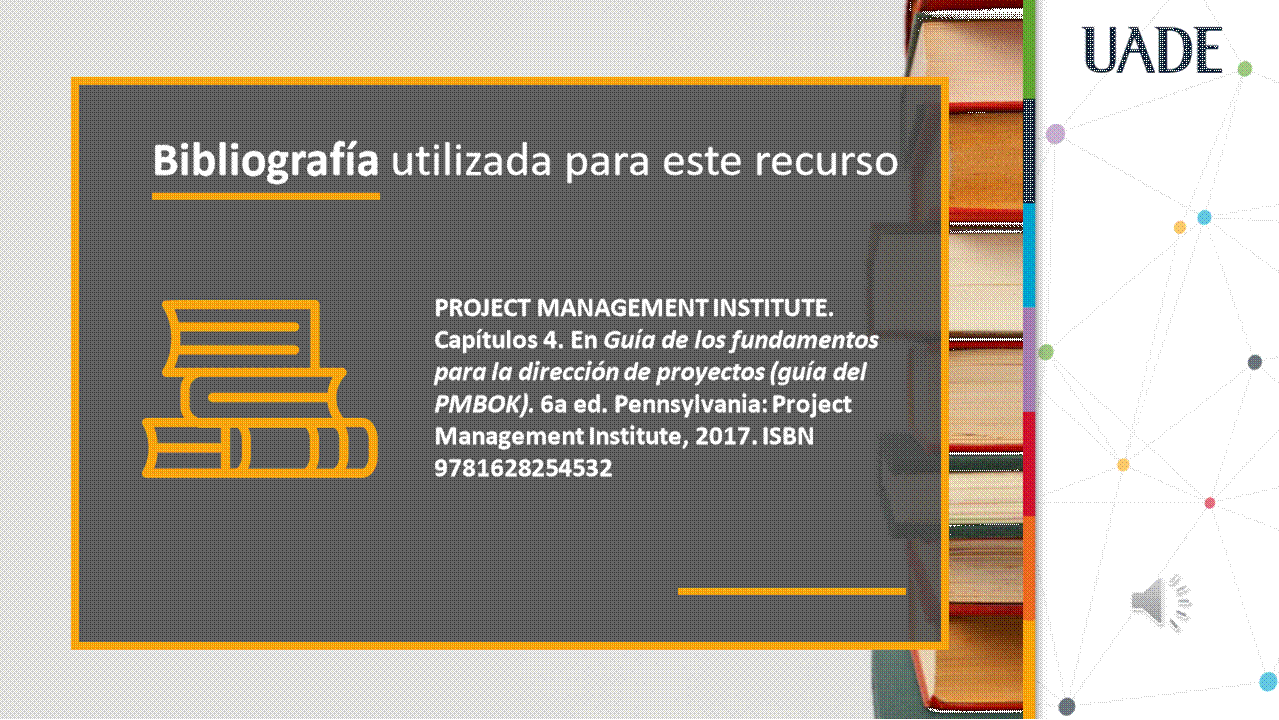 UADE
Bibliografía utilizada para este recurso
PROJECT MANAGEMENT INSTITUTE.
Capítulos 4. En Guía de los fundamentos
para la dirección de proyectos (guía del
PMBOK). 6a ed. Pennsylvania: Project
Management Institute, 2017. ISBN
9781628254532